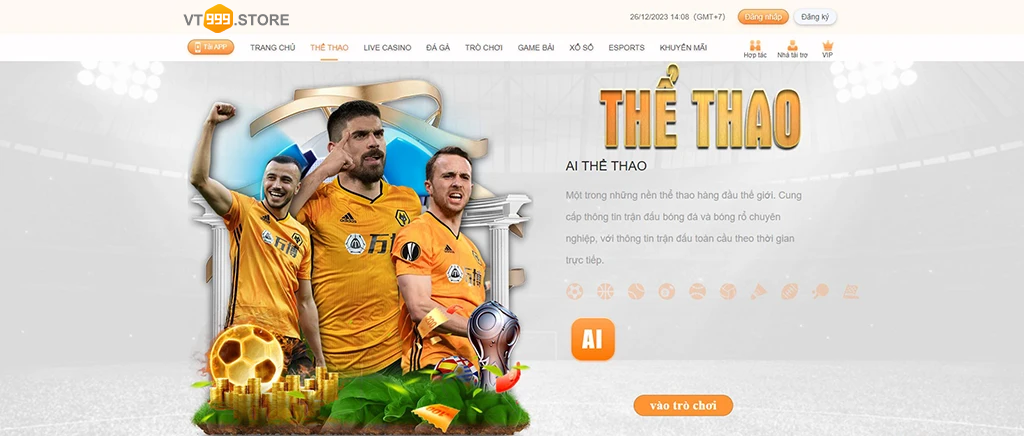 VT999.STORE
26/12/2023 14:08 (GMT+7)
Đăng nhập
Đăng ký
Tải APP
TRANG CHỦ
THỂ THAO
LIVE CASINO
ĐÁ GÀ
TRÒ CHƠI
GAME BÀI
XỔ SỐ
ESPORTS
KHUYẾN MÃI
Hợp tác
Nhà tài trợ
VIP
THỂ THAO
AI THỂ THAO
Một trong những nền thể thao hàng đầu thế giới. Cung
cấp thông tin trận đấu bóng đá và bóng rổ chuyên
nghiệp, với thông tin trận đấu toàn cầu theo thời gian
trực tiếp.
AI
vào trò chơi
万博
万博